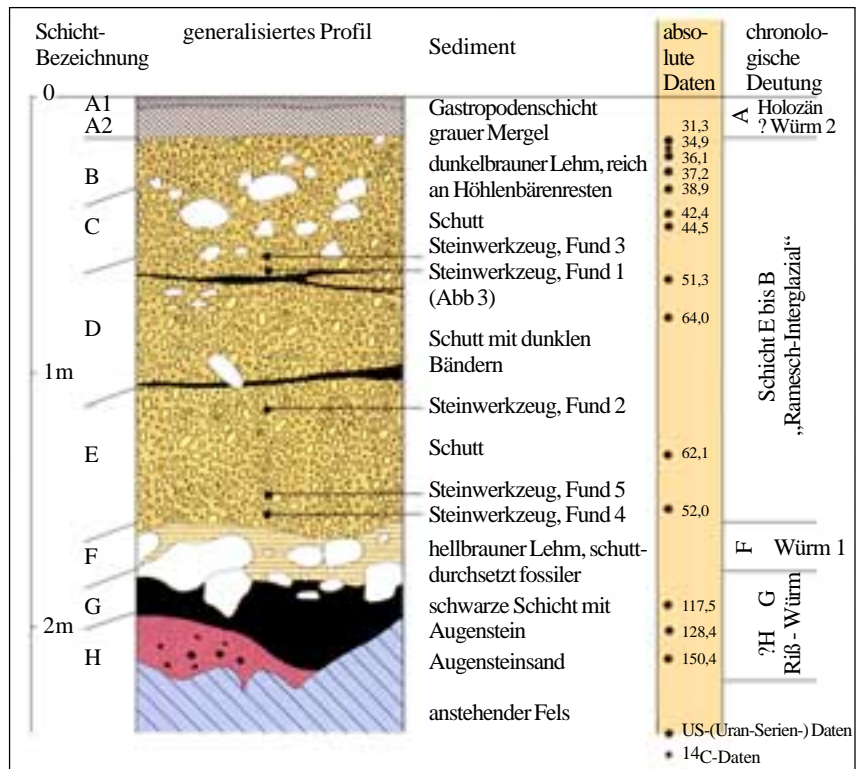 Schicht-
Bezeichnung
generalisiertes Profil
Sediment
abso-
lute
Daten
chronolo-
gische
Deutung
0
A1
A2
B
C
D
1m
E
F
G
2m
H
Gastropodenschicht
grauer Mergel
dunkelbrauner Lehm, reich
an Höhlenbärenresten
Schutt
Steinwerkzeug, Fund 3
Steinwerkzeug, Fund 1
(Abb 3)
Schutt mit dunklen
Bändern
Steinwerkzeug, Fund 2
Schutt
Steinwerkzeug, Fund 5
Steinwerkzeug, Fund 4
hellbrauner Lehm, schutt-
durchsetzt fossiler
schwarze Schicht mit
Augenstein
Augensteinsand
anstehender Fels
31,3
34,9
36,1
37,2
38,9
42,4
44,5
51,3
64,0
62,1
52,0
117,5
128,4
150,4
US-(Uran-Serien-) Daten
14C-Daten
A Holozän
? Würm 2
Schicht E bis B
„Ramesch-Interglazial“
F Würm 1
?H G
Riß - Würm